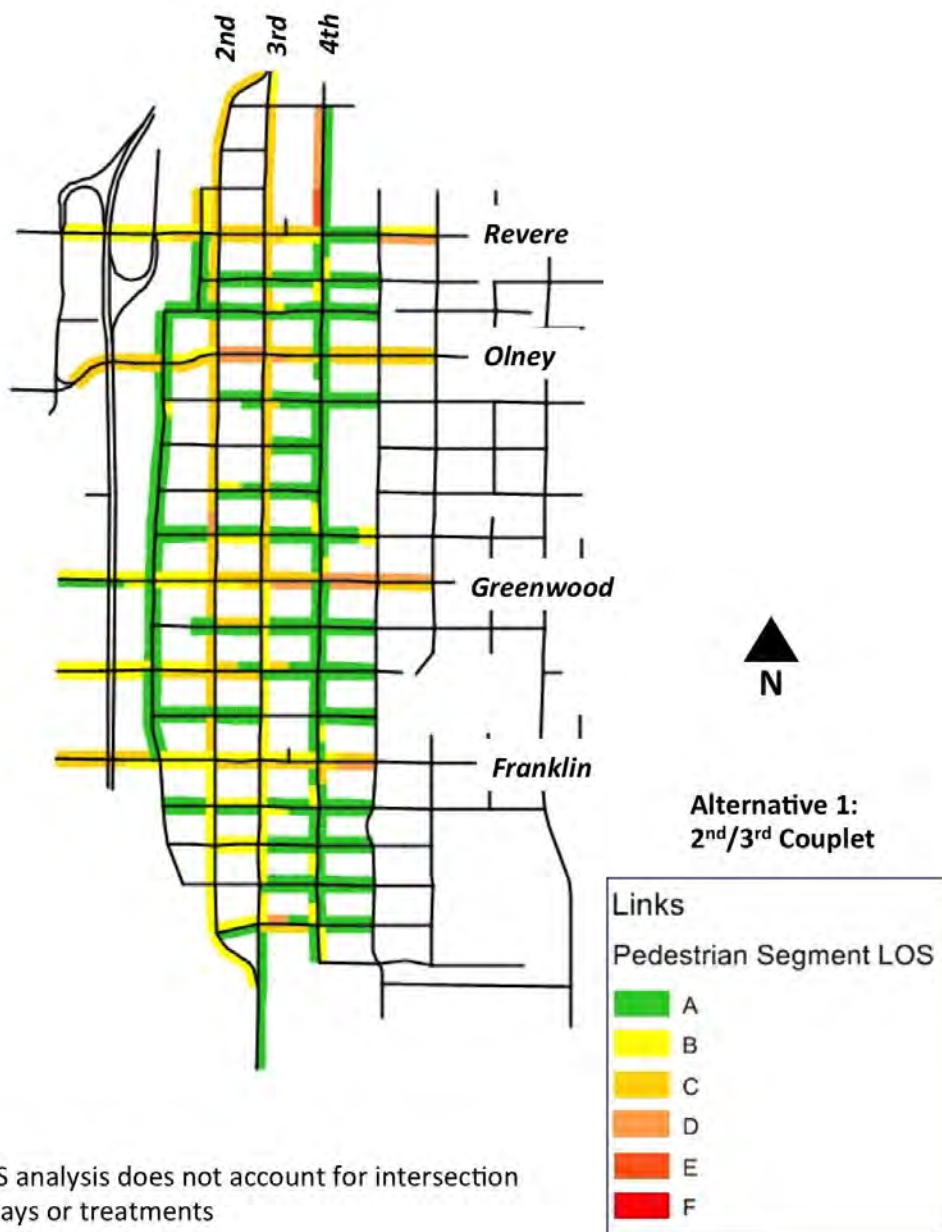 2nd
3rd
4th
Revere
Olney
Greenwood
N
Franklin
Alternative 1:
2nd/3rd Couplet
Links
Pedestrian Segment LOS
A
B
C
D
E
F
analysis does not account for intersection
or treatments